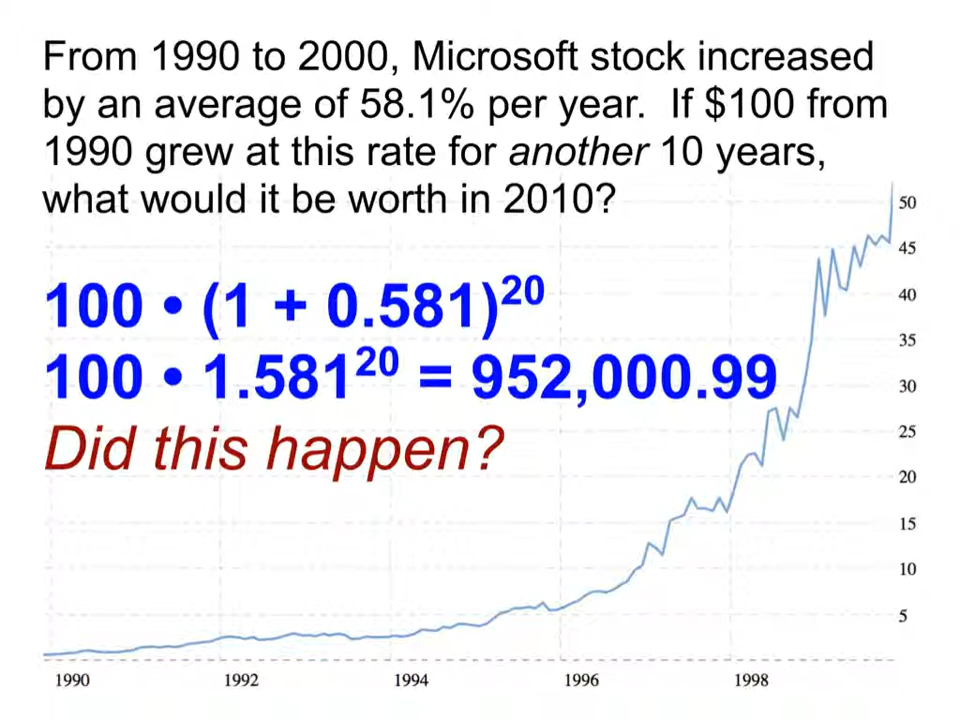 From 1990 to 2000, Microsoft stock increased
by an average of 58.1% per year. If $100 from
1990 grew at this rate for another 10 years,
what would it be worth in 2010?
50
45
100 • (1 + 0.581)²⁰
40
35
100 • 1.581²⁰ = 952,000.99
30
25
Did this happen?
20
15
10
5
1990 1992 1994 1996 1998